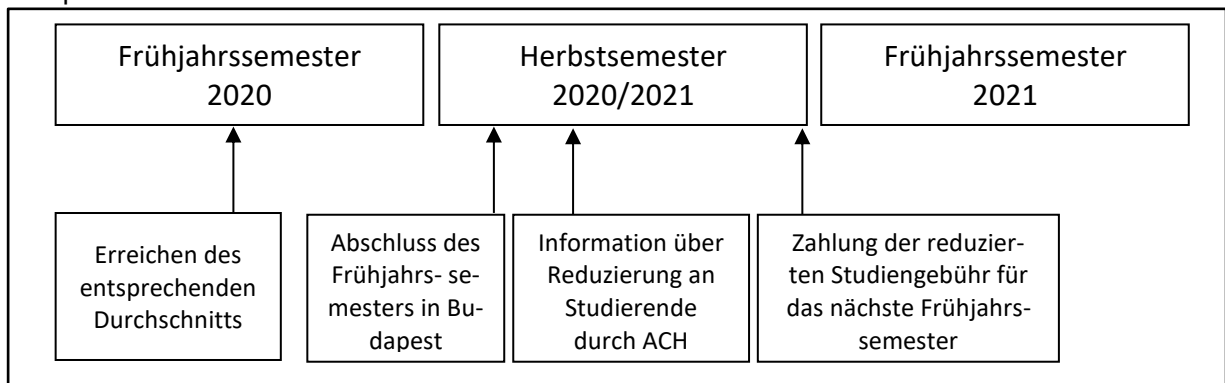 Frühjahrssemester
2020
Herbstsemester
2020/2021
Frühjahrssemester
2021
Erreichen des
entsprechenden
Durchschnitts
Abschluss des
Frühjahrs- se-
mesters in Bu-
dapest
Information über
Reduzierung an
Studierende
durch ACH
Zahlung der reduzier-
ten Studiengebühr für
das nächste Frühjahrs-
semester